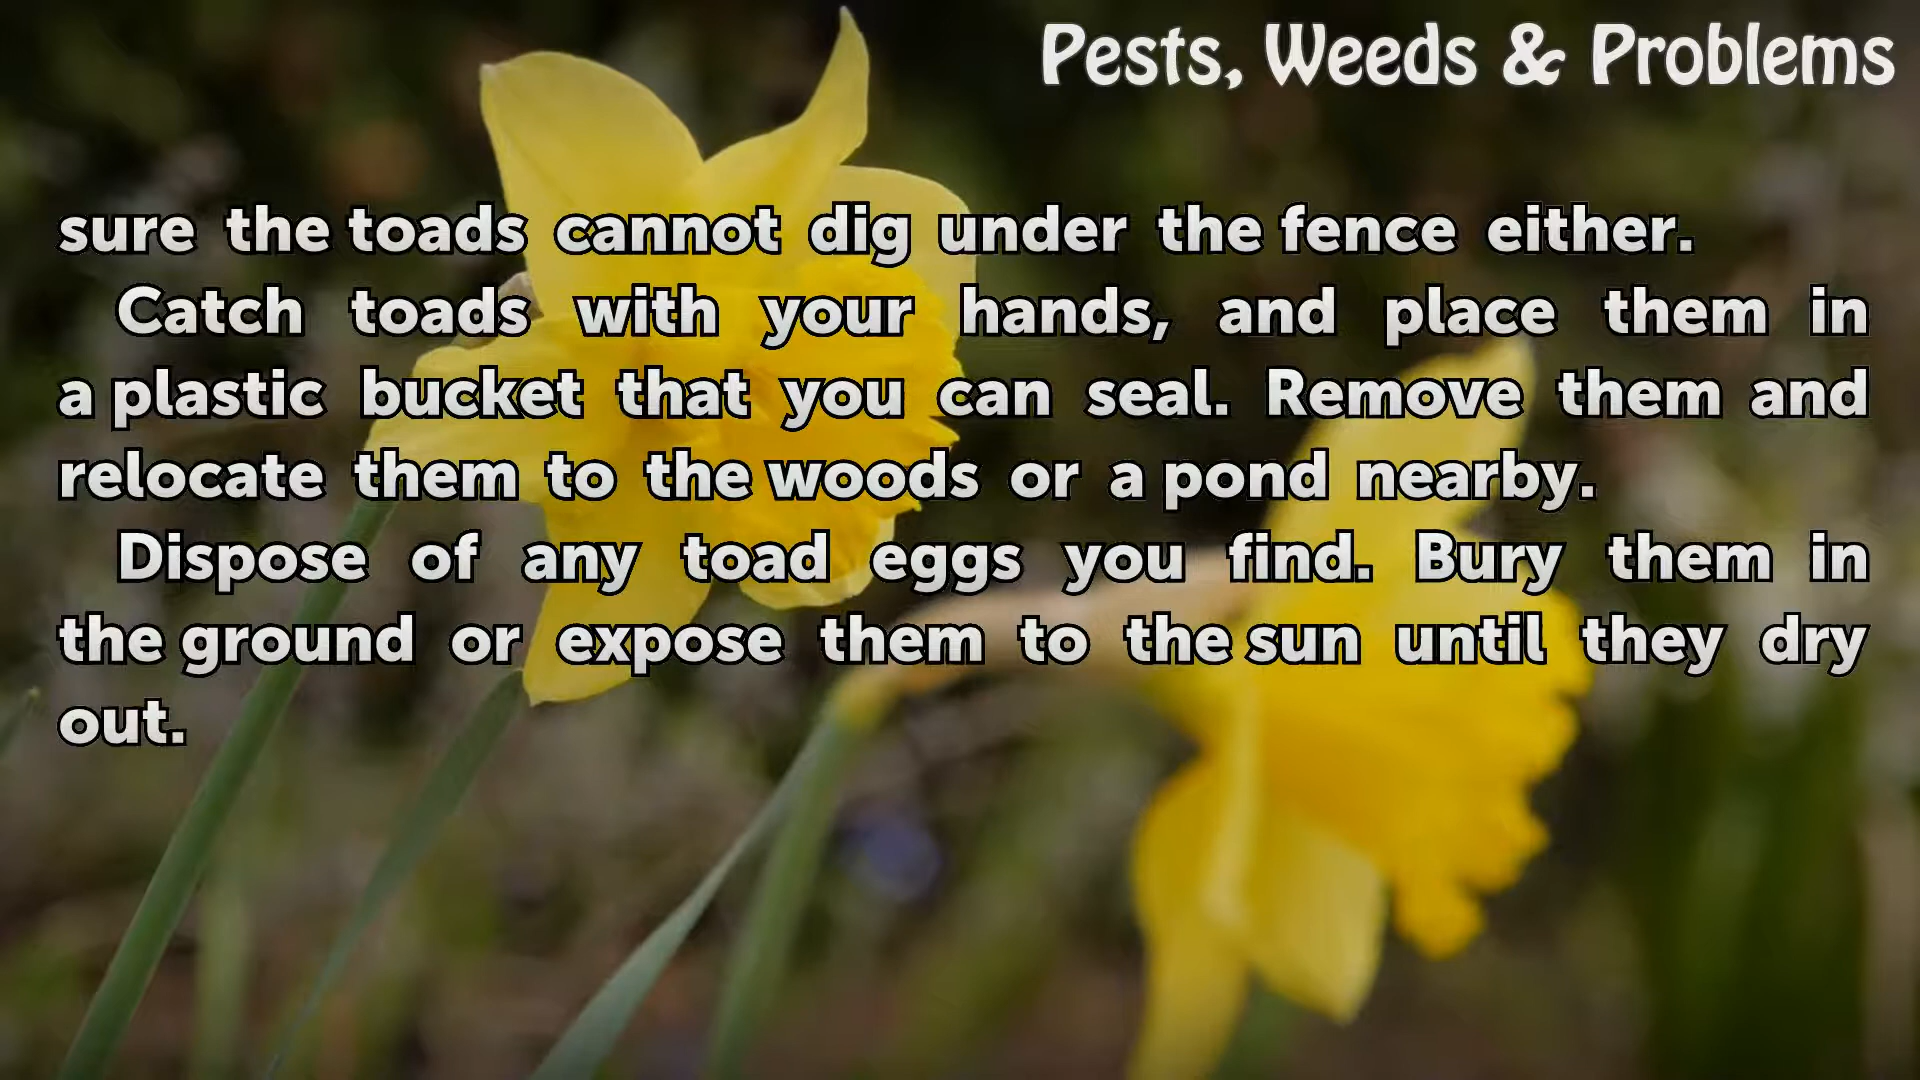 Pests, Weeds & Problems
sure the toads cannot dig under the fence either.
Catch toads with your hands, and place them in
a plastic bucket that you can seal. Remove them and
relocate them to the woods or a pond nearby.
Dispose of any toad eggs you find. Bury them in
the ground or expose them to the sun until they dry
out.